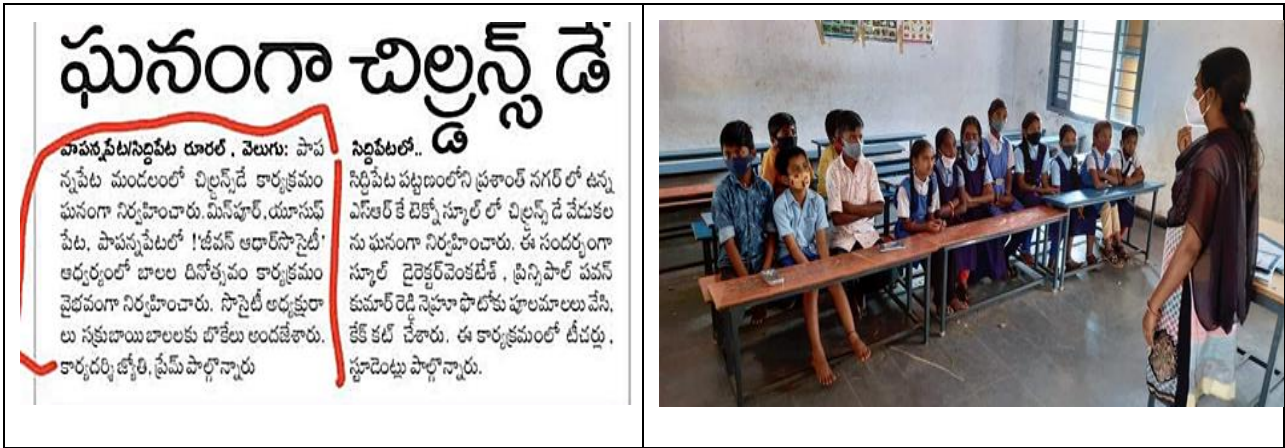 ఘనంగా చిల్డ్రన్స్ డే
పాపన్నపేట/సిద్దిపేట రూరల్, వెలుగు: పాప
న్నపేట మండలంలో చిల్డ్రన్స్‌డే కార్యక్రమం
ఘనంగా నిర్వహించారు. మిన్‌పూర్, యూసుఫ్
పేట, పాపన్నపేటలో !'జీవన్ ఆధార్‌సొసైటీ'
ఆధ్వర్యంలో బాలల దినోత్సవం కార్యక్రమం
వైభవంగా నిర్వహించారు. సొసైటీ అధ్యక్షురా
లు సక్రుబాయి బాలలకు బొకేలు అందజేశారు.
కార్యదర్శి జ్యోతి, ప్రేమ్ పాల్గొన్నారు
సిద్దిపేటలో..
సిద్దిపేట పట్టణంలోని ప్రశాంత్ నగర్ లో ఉన్న
ఎస్ఆర్ కే టెక్నో స్కూల్ లో చిల్డ్రన్స్ డే వేడుకల
ను ఘనంగా నిర్వహించారు. ఈ సందర్భంగా
స్కూల్ డైరెక్టర్‌వెంకటేశ్, ప్రిన్సిపాల్ పవన్
కుమార్ రెడ్డి నెహ్రూ ఫొటోకు పూలమాలలు వేసి,
కేక్ కట్ చేశారు. ఈ కార్యక్రమంలో టీచర్లు,
స్టూడెంట్లు పాల్గొన్నారు.